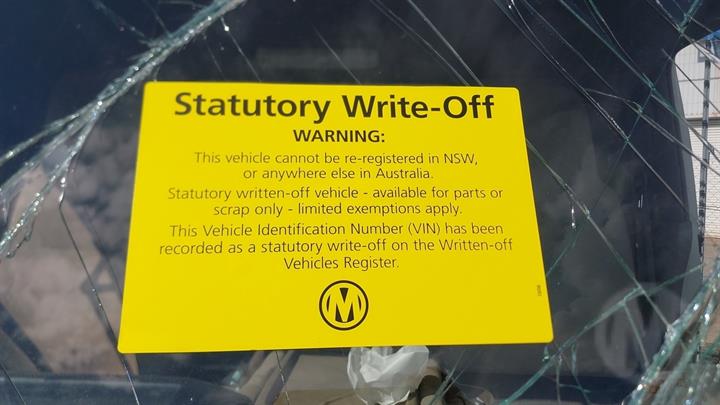 Statutory Write-Off
WARNING:
This vehicle cannot be re-registered in NSW,
or anywhere else in Australia.
Statutory written-off vehicle - available for parts or
scrap only - limited exemptions apply.
This Vehicle Identification Number (VIN) has been
recorded as a statutory write-off on the Written-off
Vehicles Register.
M